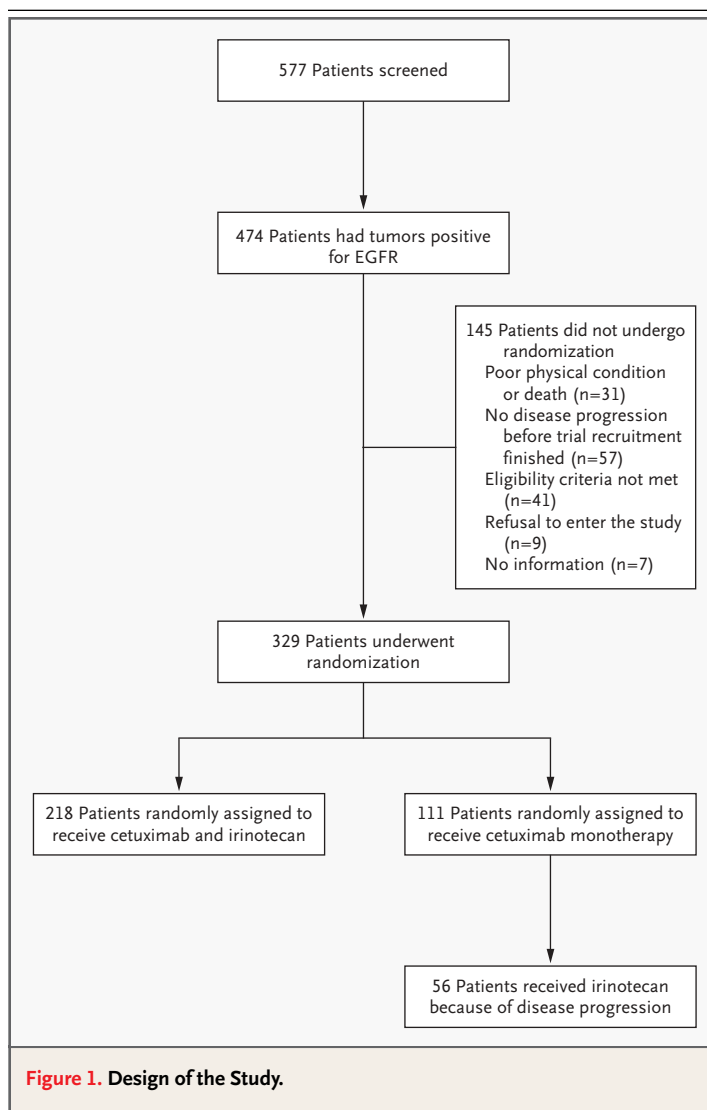 577 Patients screened
474 Patients had tumors positive
for EGFR
145 Patients did not undergo
randomization
Poor physical condition
or death (n=31)
No disease progression
before trial recruitment
finished (n=57)
Eligibility criteria not met
(n=41)
Refusal to enter the study
(n=9)
No information (n=7)
329 Patients underwent
randomization
218 Patients randomly assigned to
receive cetuximab and irinotecan
111 Patients randomly assigned to
receive cetuximab monotherapy
56 Patients received irinotecan
because of disease progression
Figure 1. Design of the Study.